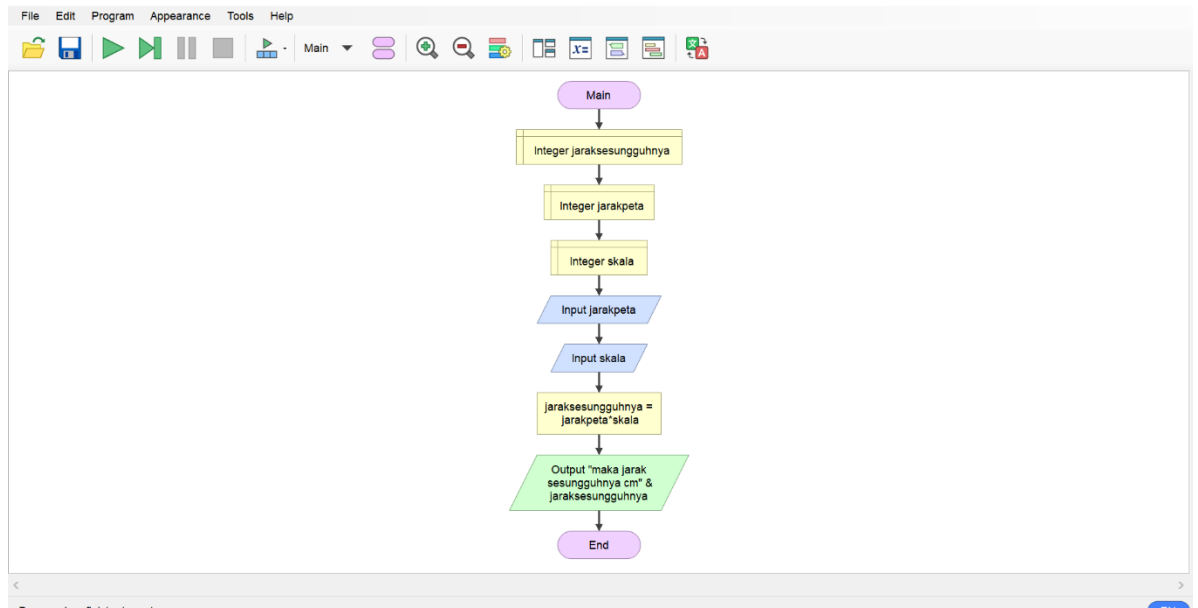 File Edit Program Appearance Tools Help
Main
Main
Integer jaraksesungguhnya
Integer jarakpeta
Integer skala
Input jarakpeta
Input skala
jaraksesungguhnya =
jarakpeta*skala
Output "maka jarak
sesungguhnya cm" &
jaraksesungguhnya
End